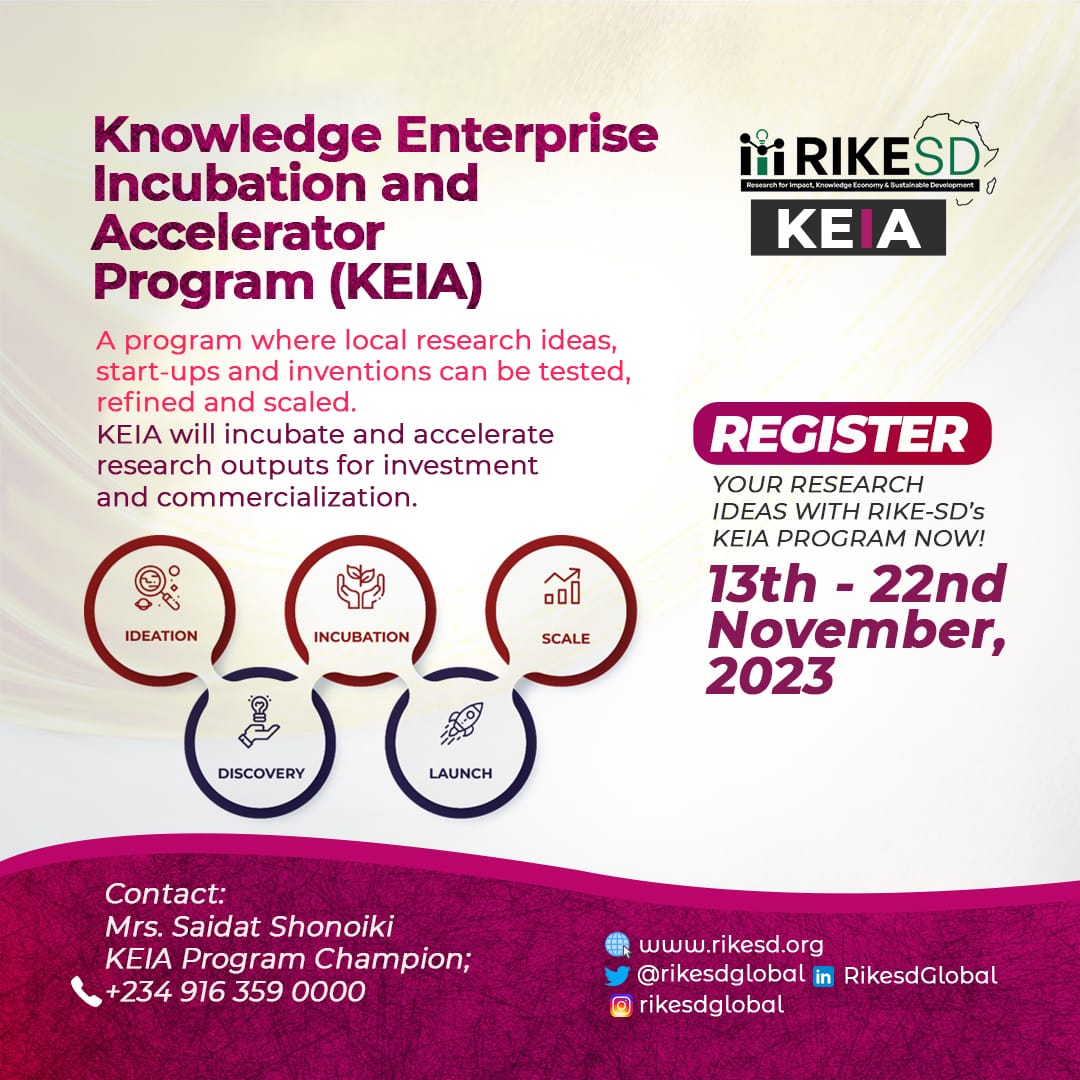 Knowledge Enterprise
Incubation and
Accelerator
Program (KEIA)
A program where local research ideas,
start-ups and inventions can be tested,
refined and scaled.
KEIA will incubate and accelerate
research outputs for investment
and commercialization.
RIKESD
Research for Impact, Knowledge Economy & Sustainable Development
KEIA
REGISTER
YOUR RESEARCH
IDEAS WITH RIKE-SD's
KEIA PROGRAM NOW!
13th - 22nd
November,
2023
IDEATION
INCUBATION
SCALE
DISCOVERY
LAUNCH
Contact:
Mrs. Saidat Shonoiki
KEIA Program Champion;
+234 916 359 0000
www.rikesd.org
@rikesdglobal in RikesdGlobal
rikesdglobal